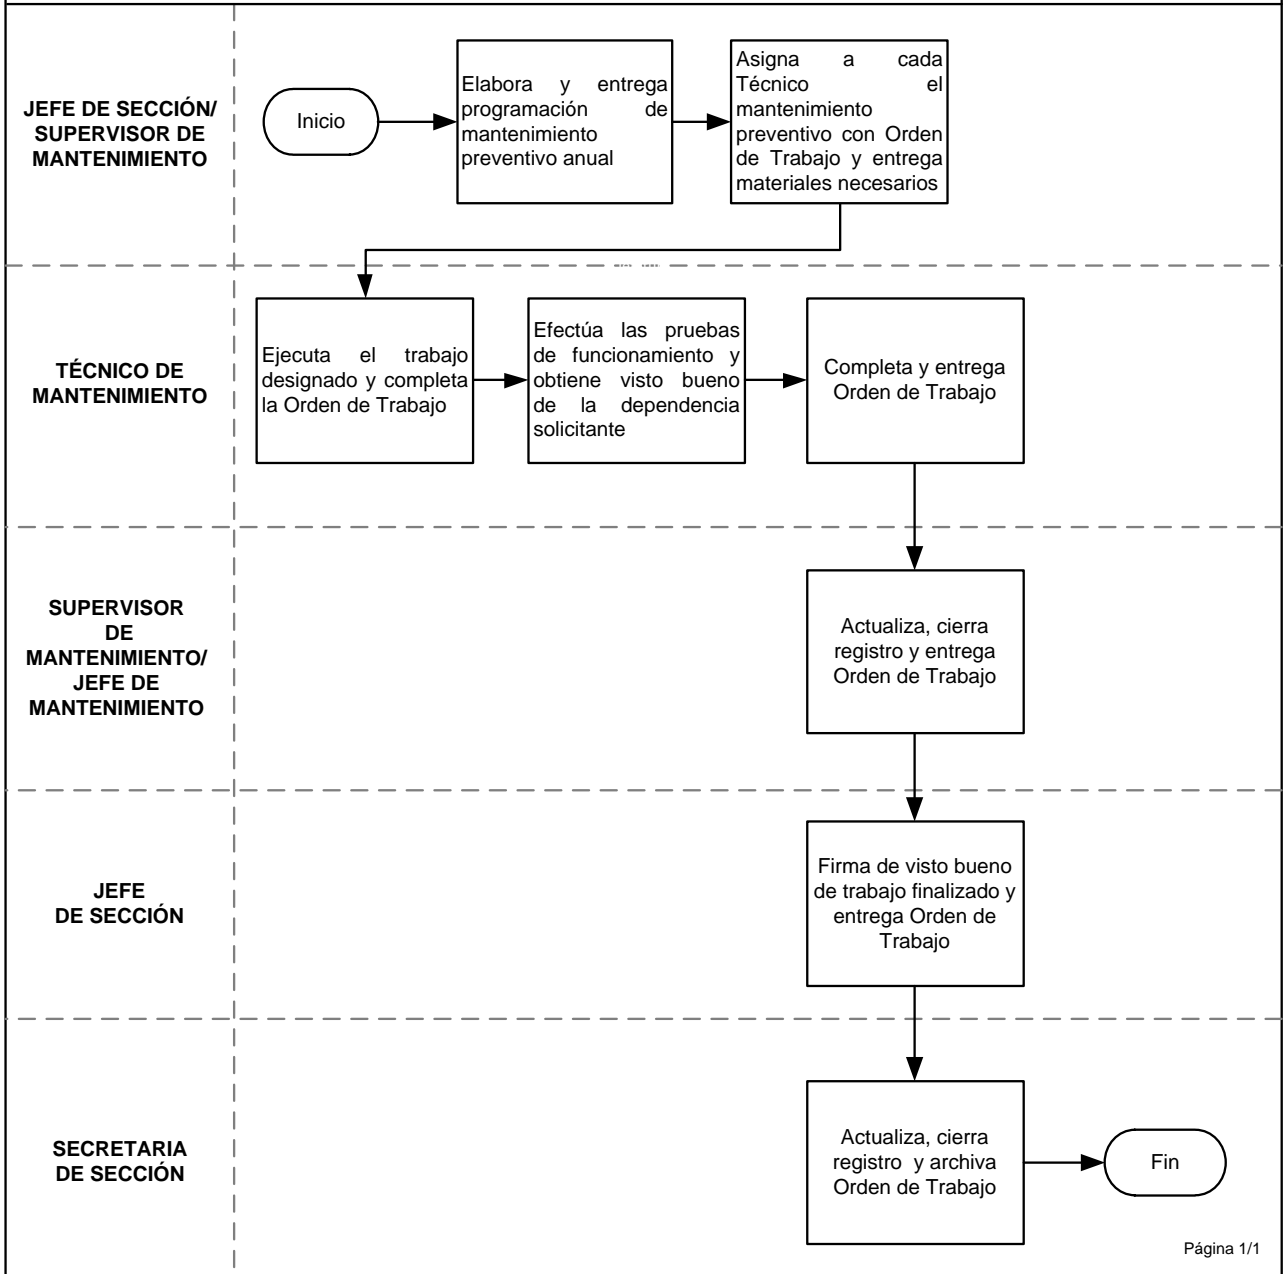 JEFE DE SECCIÓN/
SUPERVISOR DE
MANTENIMIENTO
Inicio
Elabora y entrega
programación de
mantenimiento
preventivo anual
Asigna a cada
Técnico el
mantenimiento
preventivo con Orden
de Trabajo y entrega
materiales necesarios
TÉCNICO DE
MANTENIMIENTO
Ejecuta el trabajo
designado y completa
la Orden de Trabajo
Efectúa las pruebas
de funcionamiento y
obtiene visto bueno
de la dependencia
solicitante
Completa y entrega
Orden de Trabajo
SUPERVISOR
DE
MANTENIMIENTO/
JEFE DE
MANTENIMIENTO
Actualiza, cierra
registro y entrega
Orden de Trabajo
JEFE
DE SECCIÓN
Firma de visto bueno
de trabajo finalizado y
entrega Orden de
Trabajo
SECRETARIA
DE SECCIÓN
Actualiza, cierra
registro y archiva
Orden de Trabajo
Fin
Página 1/1